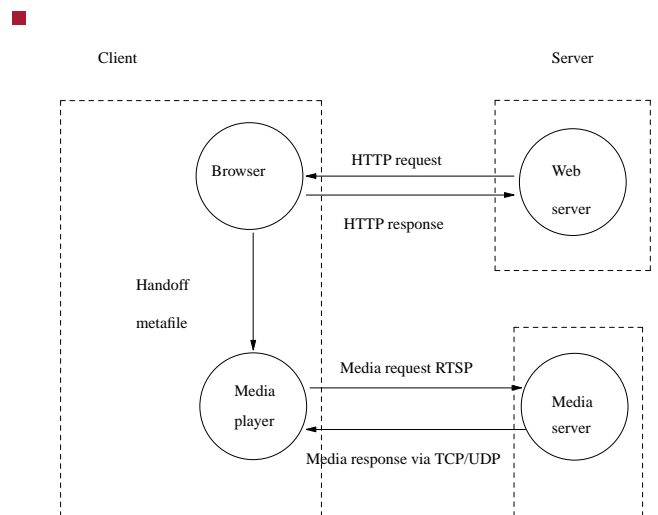 Client
Server
HTTP request
Browser
Web
server
HTTP response
Handoff
metafile
Media request RTSP
Media
player
Media
server
Media response via TCP/UDP